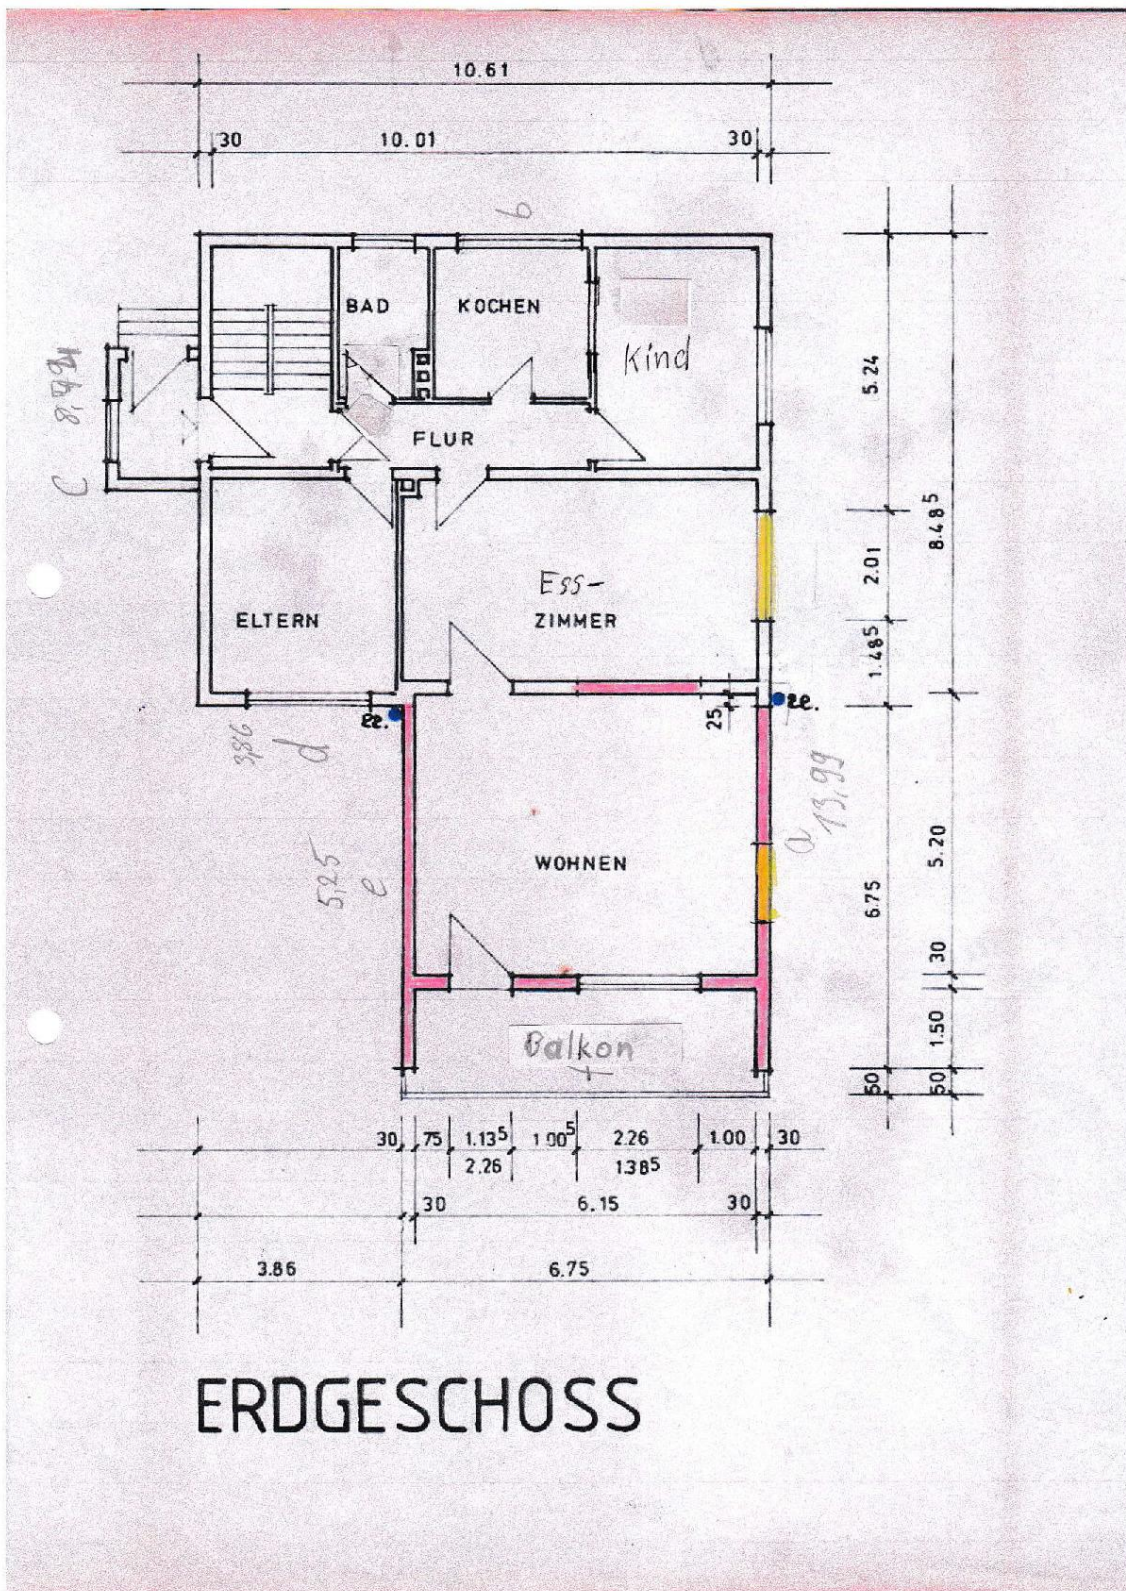 10.61
30 10.01 30
b
BAD
KOCHEN
Kind
FLUR
C
5.24
8.48⁵
2.01
1.48⁵
Ess-
ZIMMER
ELTERN
25
3,86
d
a
13,99
WOHNEN
5,25
e
6.75
5.20
30
1.50
50
50
Balkon
30 75 1.13⁵ 1.00⁵ 2.26 1.00 30
2.26 1.38⁵
30 6.15 30
3.86 6.75
ERDGESCHOSS